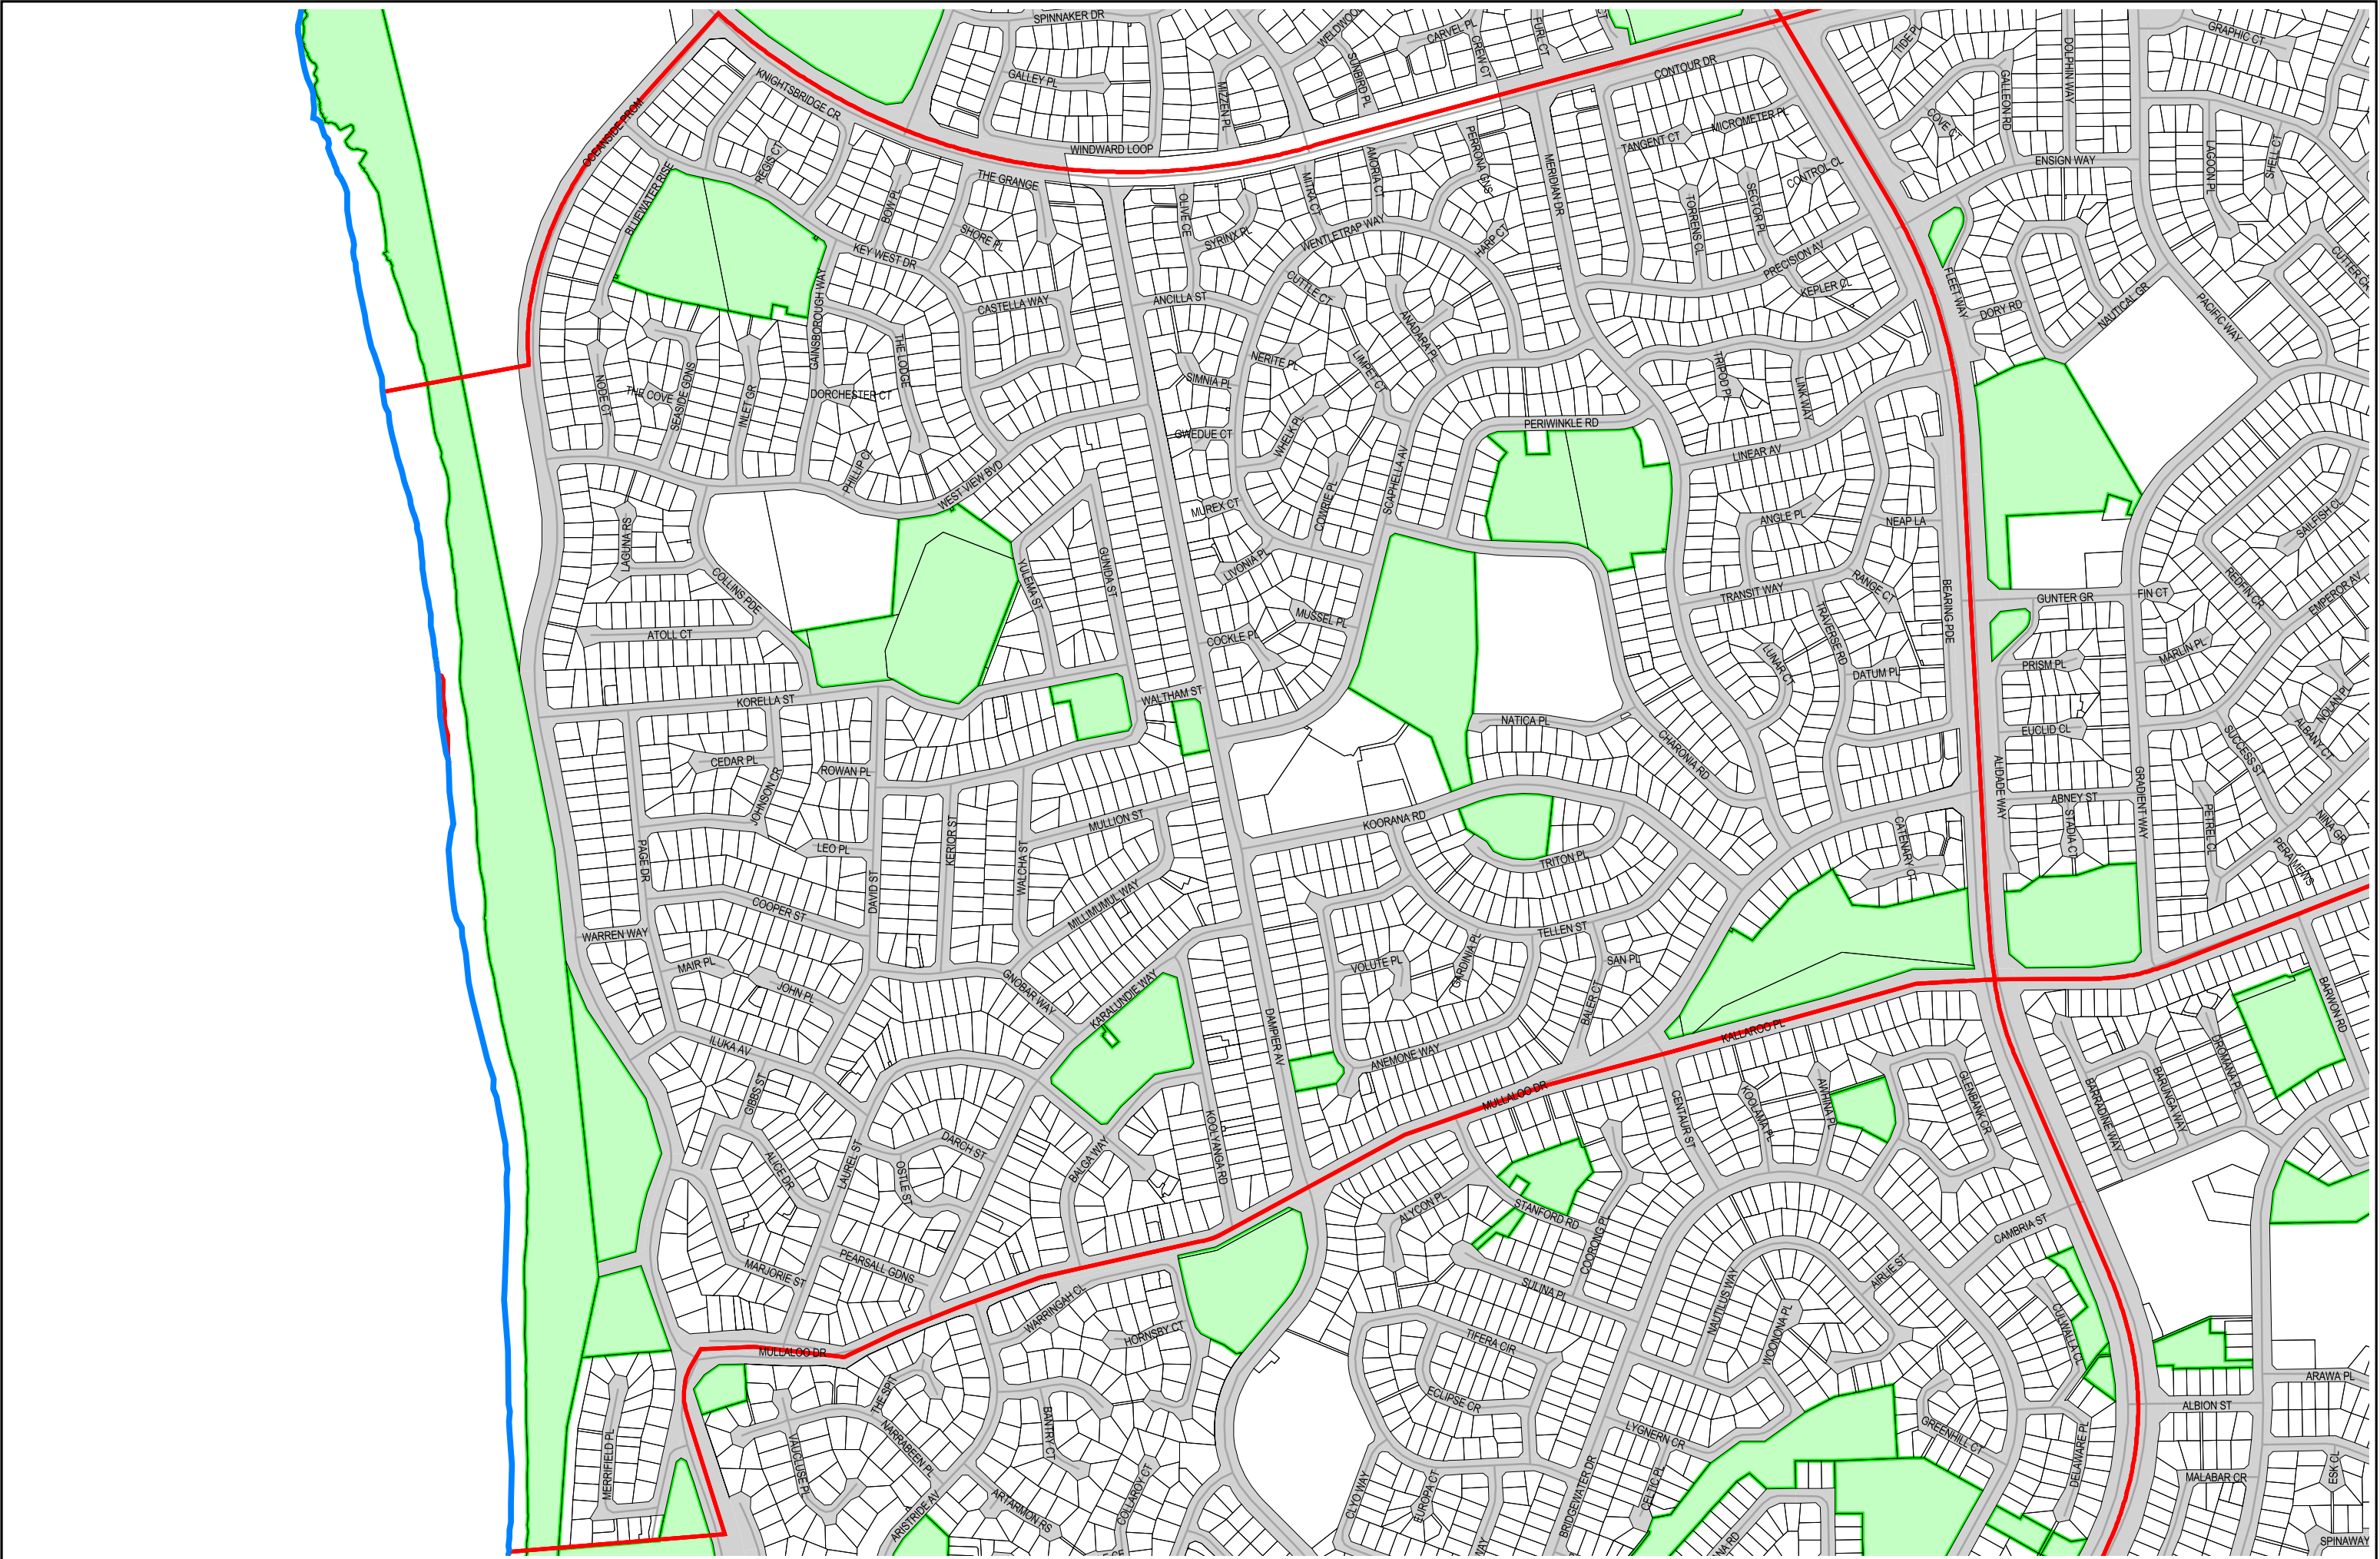 SPINNAKER DR
WELDWOOD
CARVEL PL
CREW CT
FURL CT
CT
TIDE PL
DOLPHIN WAY
GRAPHIC CT
KNIGHTSBRIDGE CR
GALLEY PL
MIZZEN PL
SUNBIRD PL
CONTOUR DR
GALLEON RD
OCEANSIDE PROM
REGIS CT
WINDWARD LOOP
TANGENT CT
MICROMETER PL
COVE CT
ENSIGN WAY
LAGOON PL
SHELL CT
BLUEWATER RISE
BOW PL
THE GRANGE
OLIVE CE
MITRA CT
AMORIA CT
PERRONA GNS
MERIDIAN DR
TORRENS CL
SECTOR PL
CONTROL CL
KEY WEST DR
SHORE PL
SYRINX PL
WENTLETRAP WAY
HARP CT
PRECISION AV
KEPLER CL
FLEET WAY
DORY RD
NAUTICAL GR
PACIFIC WAY
CUTTER CR
GAINSBOROUGH WAY
CASTELLA WAY
ANCILLA ST
CUTTLE CT
ANADARA PL
THE LODGE
NERITE PL
LIMPET CT
SIMNIA PL
TRIPOD PL
LINK WAY
NODE CT
THE COVE
SEASIDE GDNS
INLET GR
DORCHESTER CT
GWEDUE CT
WHELK PL
PERIWINKLE RD
LINEAR AV
PHILLIP CL
WEST VIEW BVD
SCAPHELLA AV
MUREX CT
COWRIE PL
ANGLE PL
NEAP LA
SAILFISH CL
LAGUNA RS
COLLINS PDE
YULEMA ST
GUNIDA ST
LIVONIA PL
MUSSEL PL
TRANSIT WAY
RANGE CT
BEARING PDE
GUNTER GR
FIN CT
REDFIN CR
EMPEROR AV
ATOLL CT
COCKLE PL
TRAVERSE RD
LUNAR CT
DATUM PL
PRISM PL
MARLIN PL
NOLAN PL
KORELLA ST
WALTHAM ST
NATICA PL
CHARONIA RD
EUCLID CL
SUCCESS ST
ALBANY CT
CEDAR PL
ROWAN PL
JOHNSON CR
ALIDADE WAY
GRADIENT WAY
ABNEY ST
STADIA CT
PETREL CL
NINA GR
PERA MEWS
MULLION ST
KOORANA RD
PAGE DR
LEO PL
KERIOR ST
WALCHA ST
TRITON PL
CATENARY CT
DAVID ST
COOPER ST
MILLIMUMUL WAY
WARREN WAY
TELLEN ST
MAIR PL
JOHN PL
GNOBAR WAY
KARALUNDIE WAY
VOLUTE PL
GARDINIA PL
SAN PL
BALER CT
BARWON RD
ILUKA AV
DAMPIER AV
ANEMONE WAY
KALLAROO PL
DROMANA PL
GIBBS ST
MULLALOO DR
CENTAUR ST
KOOLAMA PL
AWHINA PL
GLENBANK CR
BARRADINE WAY
BARUNGA WAY
ALICE DR
LAUREL ST
DARCH ST
OSTLE ST
BALGA WAY
KOOLYANGA RD
ALYCON PL
STANFORD RD
COORONG PL
CAMBRIA ST
MARJORIE ST
PEARSALL GDNS
SULINA PL
AIRLIE ST
WARRINGAH CL
HORNSBY CT
TIFERA CIR
NAUTILUS WAY
WOONONA PL
CULWALLA CL
MULLALOO DR
ECLIPSE CR
ARAWA PL
ALBION ST
THE SPIT
NARRABEEN PL
BANTRY CT
LYGNERN CR
GREENHILL CT
DELAWARE PL
MERRIFIELD PL
VAUCLUSE PL
ARISTRIDE AV
ARTARMON RS
COLLAROY CT
CLYO WAY
EUROPA CT
BRIDGEWATER DR
CELTIC PL
MALABAR CR
ESK CL
SPINAWAY
NA RD
WAY